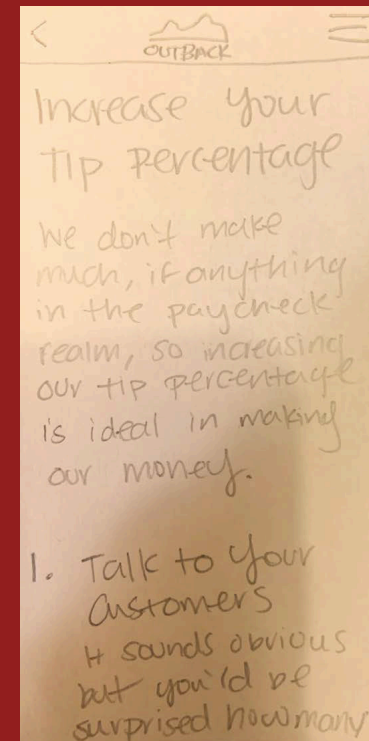 OUTBACK
Increase your
Tip Percentage
We don't make
much, if anything
in the paycheck
realm, so increasing
our tip percentage
is ideal in making
our money.
1. Talk to your
Customers
It sounds obvious
but you'd be
surprised how many